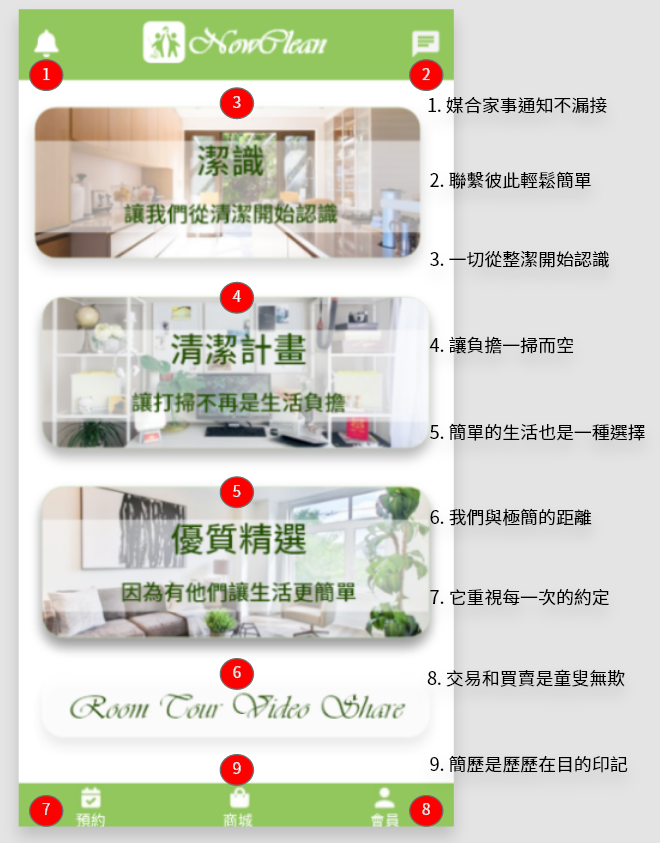 NowClean
1
2
3
1. 媒合家事通知不漏接
潔識
2. 聯繫彼此輕鬆簡單
讓我們從清潔開始認識
3. 一切從整潔開始認識
4
清潔計畫
4. 讓負擔一掃而空
讓打掃不再是生活負擔
5. 簡單的生活也是一種選擇
5
6. 我們與極簡的距離
優質精選
因為有他們讓生活更簡單
7. 它重視每一次的約定
6
8. 交易和買賣是童叟無欺
Room Tour Video Share
9. 簡歷是歷歷在目的印記
9
7
8
預約
商城
會員